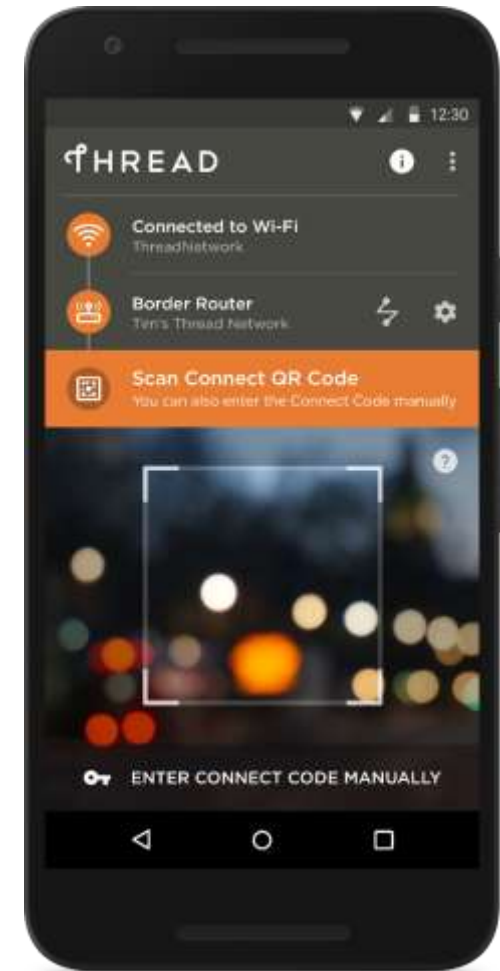 12:30
THREAD
Connected to Wi-Fi
ThreadNetwork
Border Router
Tim's Thread Network
Scan Connect QR Code
You can also enter the Connect Code manually
ENTER CONNECT CODE MANUALLY